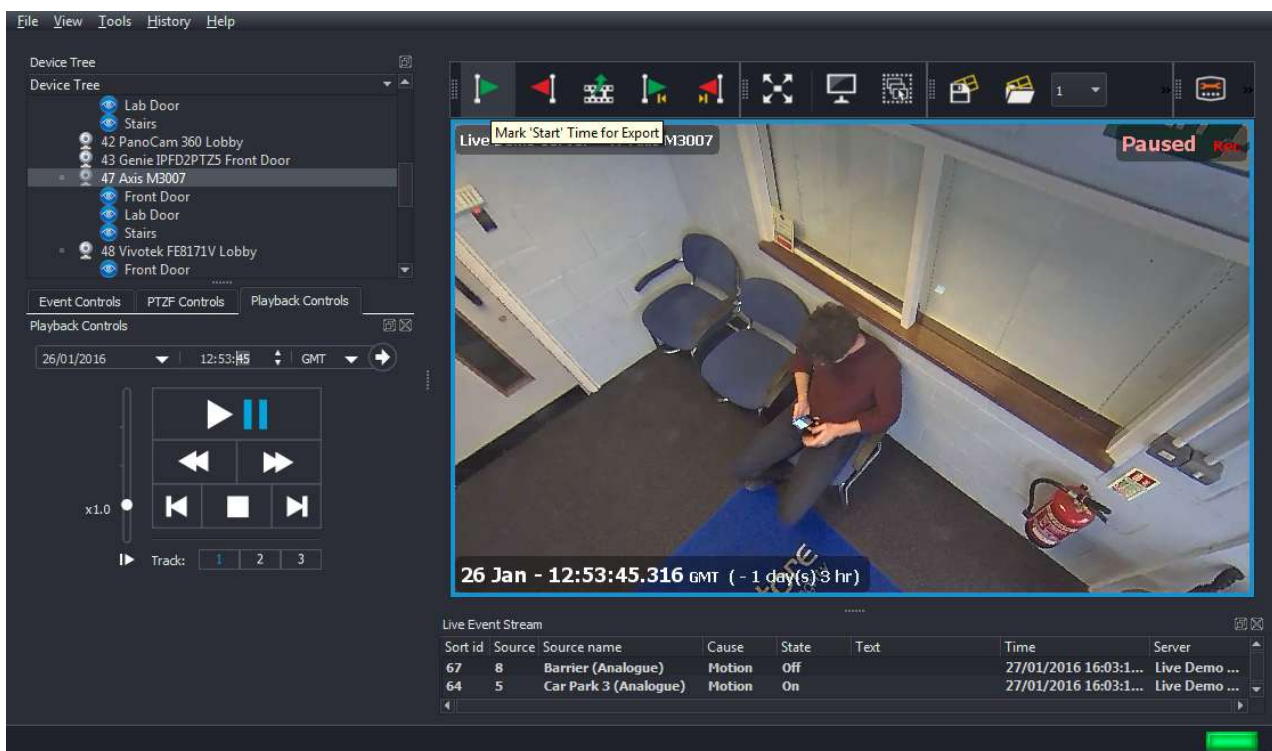 File View Tools History Help
Device Tree
Device Tree
Lab Door
Stairs
42 PanoCam 360 Lobby
43 Genie IPFD2PTZ5 Front Door
47 Axis M3007
Front Door
Lab Door
Stairs
48 Vivotek FE8171V Lobby
Front Door
Event Controls PTZF Controls Playback Controls
Playback Controls
26/01/2016 12:53:45 GMT
x1.0
Track: 1 2 3
1
Mark 'Start' Time for Export
Live M3007
Paused Rec
26 Jan - 12:53:45.316 GMT ( - 1 day(s) 3 hr)
Live Event Stream
Sort id Source Source name Cause State Text Time Server
67 8 Barrier (Analogue) Motion Off 27/01/2016 16:03:1... Live Demo ...
64 5 Car Park 3 (Analogue) Motion On 27/01/2016 16:03:1... Live Demo ...